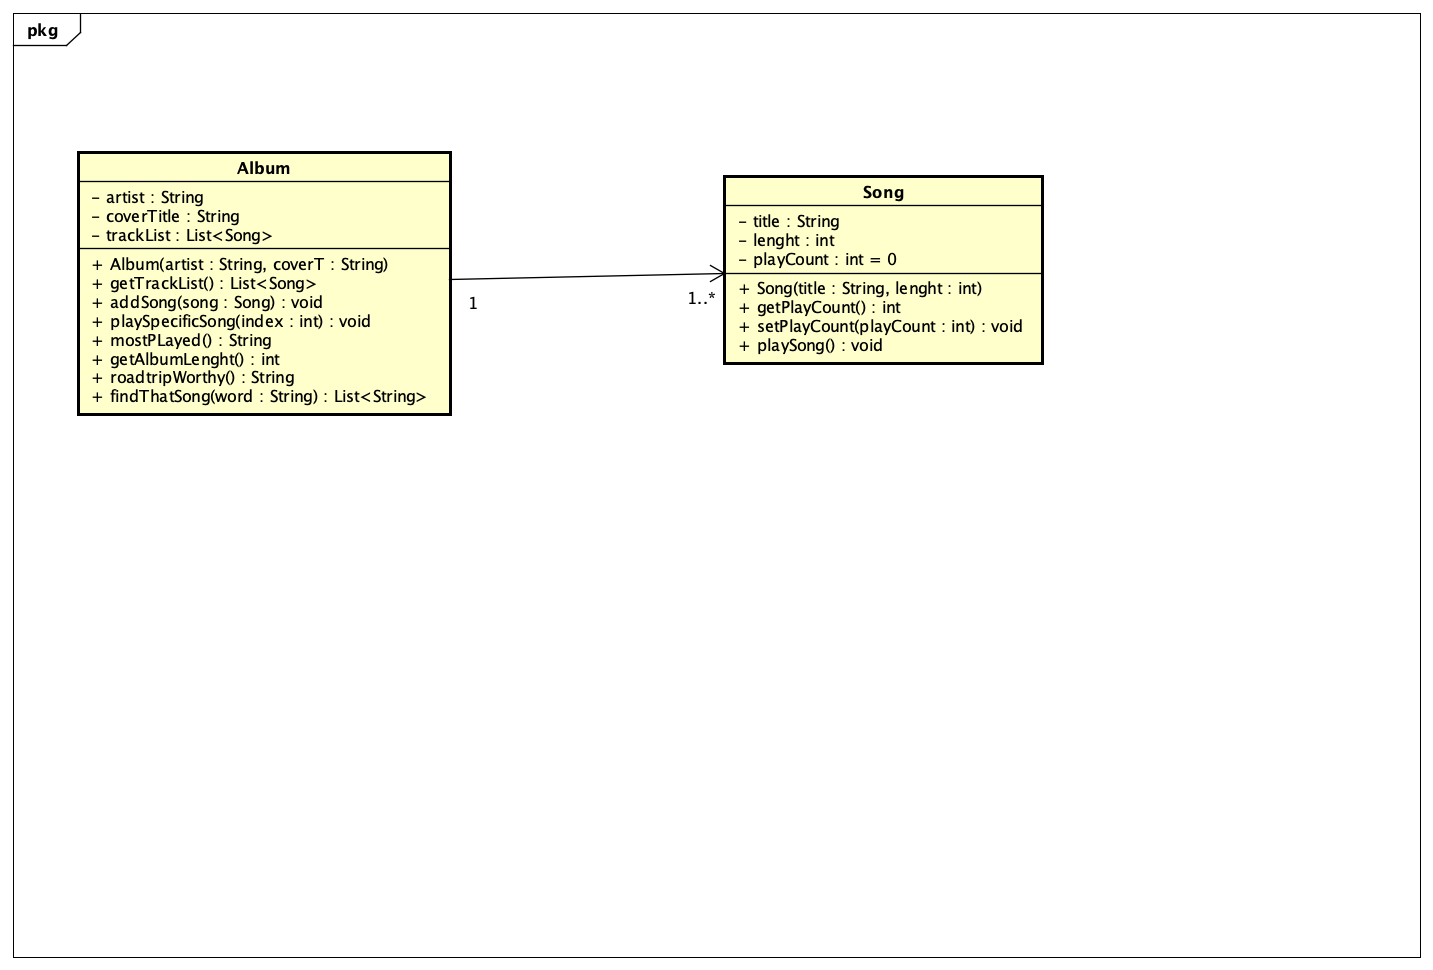 pkg
Album
- artist : String
- coverTitle : String
- trackList : List<Song>
+ Album(artist : String, coverT : String)
+ getTrackList() : List<Song>
+ addSong(song : Song) : void
+ playSpecificSong(index : int) : void
+ mostPLayed() : String
+ getAlbumLenght() : int
+ roadtripWorthy() : String
+ findThatSong(word : String) : List<String>
1
1..*
Song
- title : String
- lenght : int
- playCount : int = 0
+ Song(title : String, lenght : int)
+ getPlayCount() : int
+ setPlayCount(playCount : int) : void
+ playSong() : void